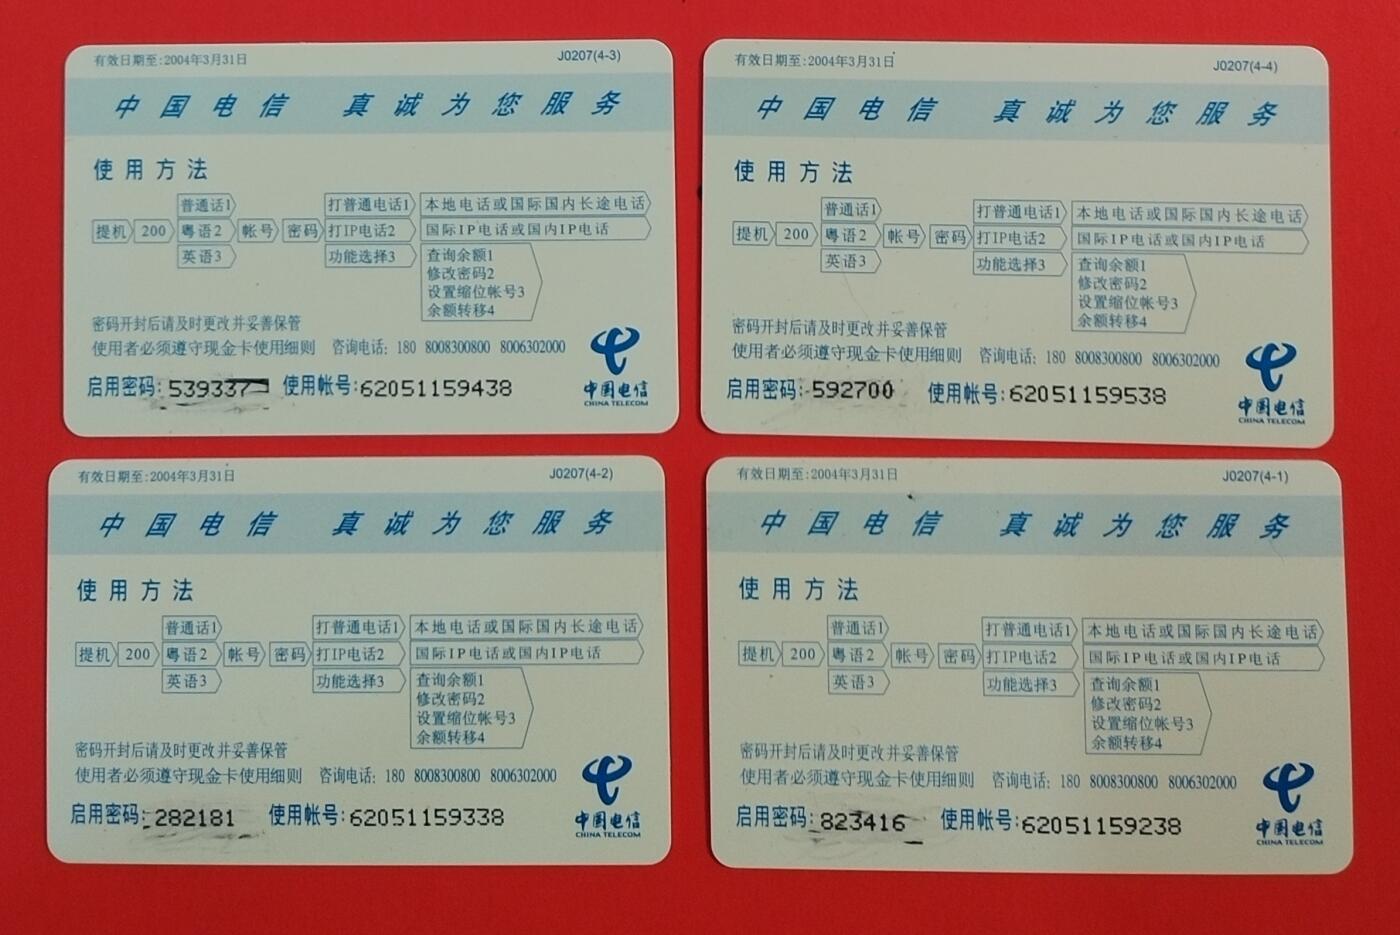 有效日期至:2004年3月31日 J0207(4-3)
中国电信 真诚为您服务
使用方法
普通话1 打普通电话1 本地电话或国际国内长途电话
提机 200 粤语2 帐号 密码 打IP电话2 国际IP电话或国内IP电话
英语3 功能选择3 查询余额1
修改密码2
设置缩位帐号3
余额转移4
密码开封后请及时更改并妥善保管
使用者必须遵守现金卡使用细则 咨询电话: 180 8008300800 8006302000
启用密码: 539337 使用帐号:62051159438
中国电信
CHINA TELECOM
有效日期至:2004年3月31日 J0207(4-4)
中国电信 真诚为您服务
使用方法
普通话1 打普通电话1 本地电话或国际国内长途电话
提机 200 粤语2 帐号 密码 打IP电话2 国际IP电话或国内IP电话
英语3 功能选择3 查询余额1
修改密码2
设置缩位帐号3
余额转移4
密码开封后请及时更改并妥善保管
使用者必须遵守现金卡使用细则 咨询电话: 180 8008300800 8006302000
启用密码: 592700 使用帐号:62051159538
中国电信
CHINA TELECOM
有效日期至:2004年3月31日 J0207(4-2)
中国电信 真诚为您服务
使用方法
普通话1 打普通电话1 本地电话或国际国内长途电话
提机 200 粤语2 帐号 密码 打IP电话2 国际IP电话或国内IP电话
英语3 功能选择3 查询余额1
修改密码2
设置缩位帐号3
余额转移4
密码开封后请及时更改并妥善保管
使用者必须遵守现金卡使用细则 咨询电话: 180 8008300800 8006302000
启用密码: 282181 使用帐号:62051159338
中国电信
CHINA TELECOM
有效日期至:2004年3月31日 J0207(4-1)
中国电信 真诚为您服务
使用方法
普通话1 打普通电话1 本地电话或国际国内长途电话
提机 200 粤语2 帐号 密码 打IP电话2 国际IP电话或国内IP电话
英语3 功能选择3 查询余额1
修改密码2
设置缩位帐号3
余额转移4
密码开封后请及时更改并妥善保管
使用者必须遵守现金卡使用细则 咨询电话: 180 8008300800 8006302000
启用密码: 823416 使用帐号:62051159238
中国电信
CHINA TELECOM